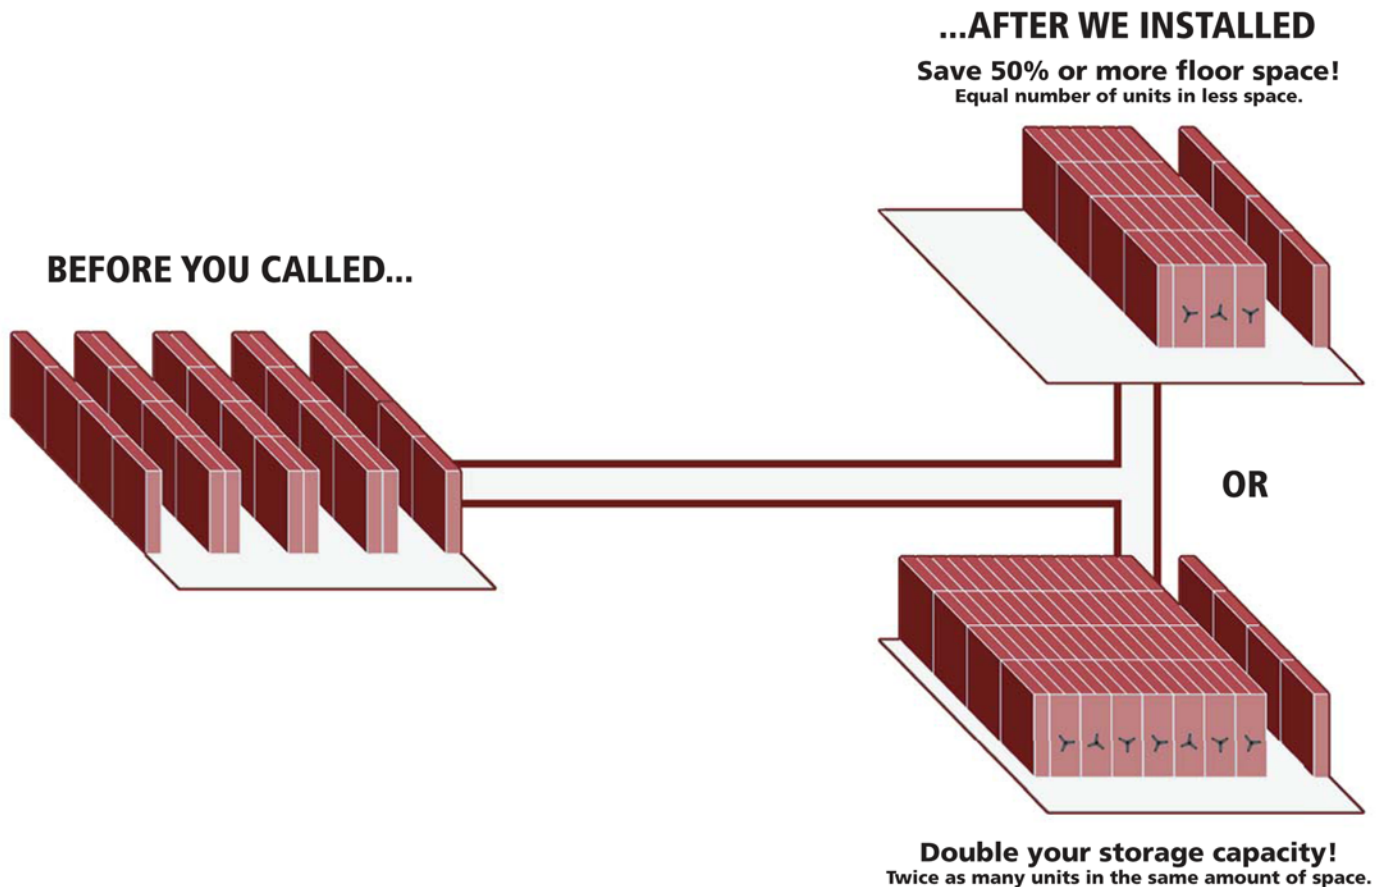 BEFORE YOU CALLED...
...AFTER WE INSTALLED
Save 50% or more floor space!
Equal number of units in less space.
OR
Double your storage capacity!
Twice as many units in the same amount of space.